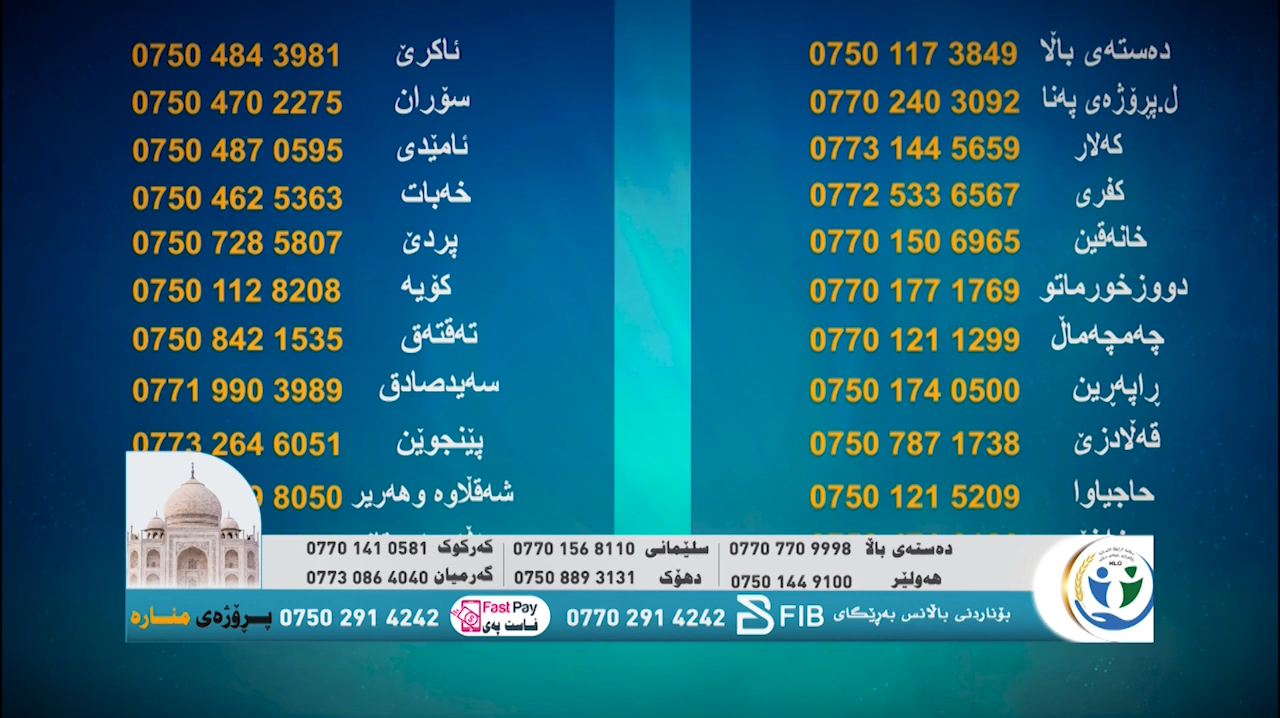 دەستەی باڵا 0750 117 3849
ل.پڕۆژەی پەنا 0770 240 3092
کەلار 0773 144 5659
کفری 0772 533 6567
خانەقین 0770 150 6965
دووزخورماتو 0770 177 1769
چەمچەماڵ 0770 121 1299
ڕاپەڕین 0750 174 0500
قەڵادزێ 0750 787 1738
حاجیاوا 0750 121 5209
ئاکرێ 0750 484 3981
سۆران 0750 470 2275
ئامێدی 0750 487 0595
خەبات 0750 462 5363
پردێ 0750 728 5807
کۆیە 0750 112 8208
تەقتەق 0750 842 1535
سەیدصادق 0771 990 3989
پێنجوێن 0773 264 6051
شەقڵاوە وهەریر 8050
دەستەی باڵا 0770 770 9998 سلێمانی 0770 156 8110 کەرکوک 0770 141 0581
هەولێر 0750 144 9100 دهۆک 0750 889 3131 گەرمیان 0773 086 4040
بۆناردنی بالانس بەڕێگای FIB 0770 291 4242 Fast Pay فاست پەی 0750 291 4242 پڕۆژەی منارە
HLO